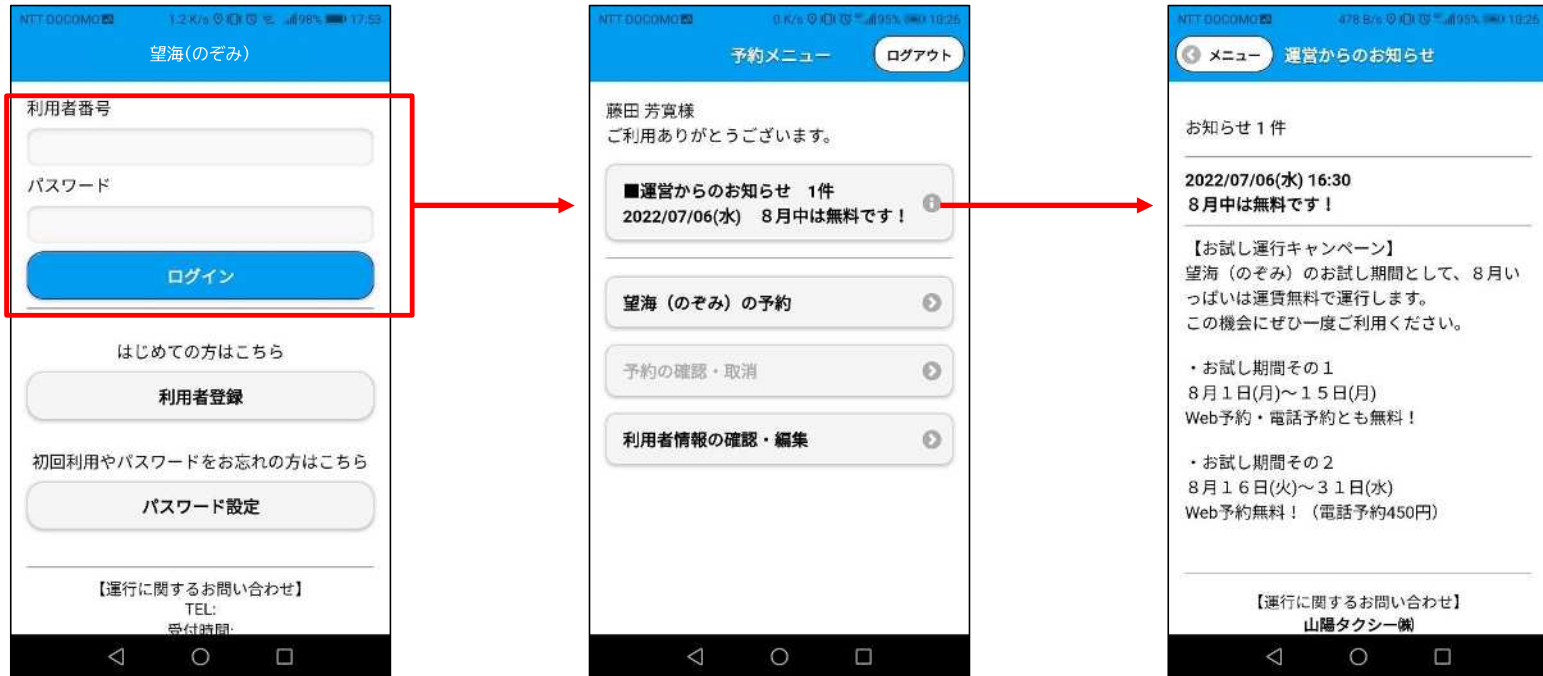 NTT DOCOMO 1.2 K/s 98% 17:53
望海(のぞみ)
利用者番号
パスワード
ログイン
はじめての方はこちら
利用者登録
初回利用やパスワードをお忘れの方はこちら
パスワード設定
【運行に関するお問い合わせ】
TEL:
受付時間:
NTT DOCOMO 0 K/s 95% 10:26
予約メニュー
ログアウト
藤田 芳寛様
ご利用ありがとうございます。
■運営からのお知らせ 1件
2022/07/06(水) 8月中は無料です！
望海（のぞみ）の予約
予約の確認・取消
利用者情報の確認・編集
NTT DOCOMO 478 B/s 95% 10:26
メニュー
運営からのお知らせ
お知らせ 1 件
2022/07/06(水) 16:30
８月中は無料です！
【お試し運行キャンペーン】
望海（のぞみ）のお試し期間として、８月い
っぱいは運賃無料で運行します。
この機会にぜひ一度ご利用ください。
・お試し期間その１
８月１日(月)～１５日(月)
Web予約・電話予約とも無料！
・お試し期間その２
８月１６日(火)～３１日(水)
Web予約無料！（電話予約450円）
【運行に関するお問い合わせ】
山陽タクシー㈱